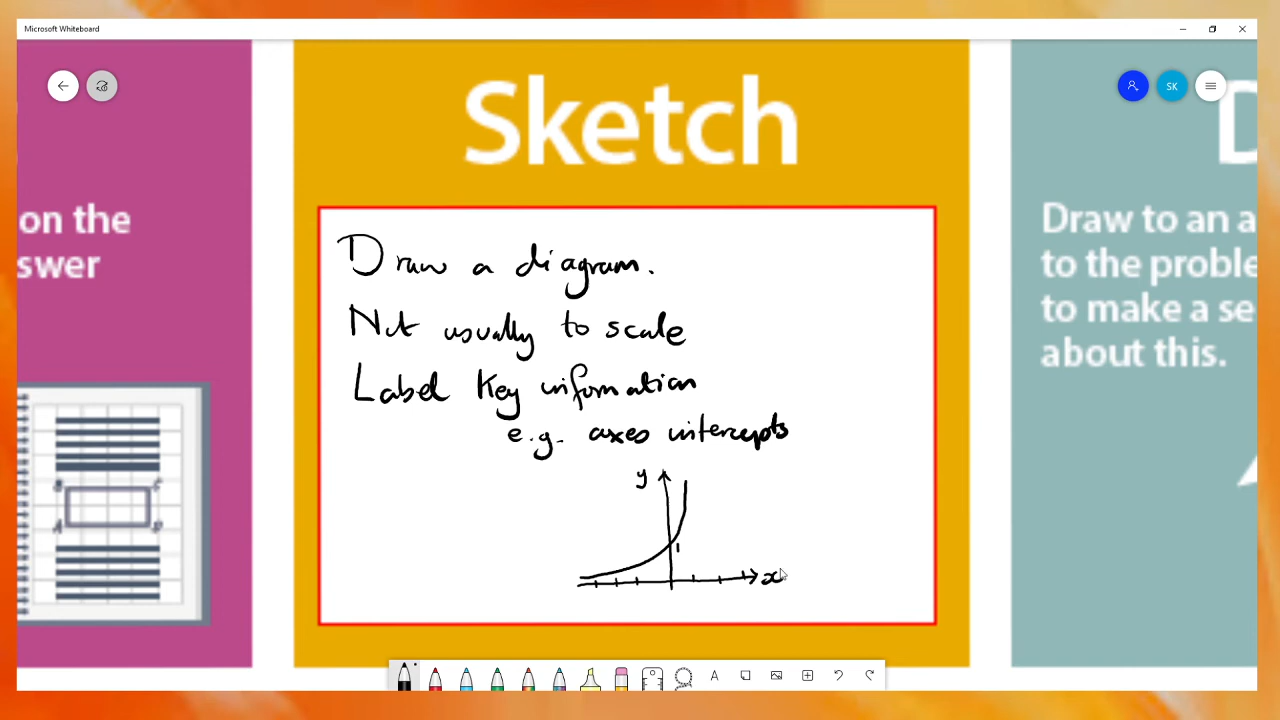 Microsoft Whiteboard
SK
on the
swer
Sketch
Draw a diagram.
Not usually to scale
Label Key information
e.g. axes intercepts
y
1
x
B C
A D
D
Draw to an a
to the proble
to make a se
about this.
A